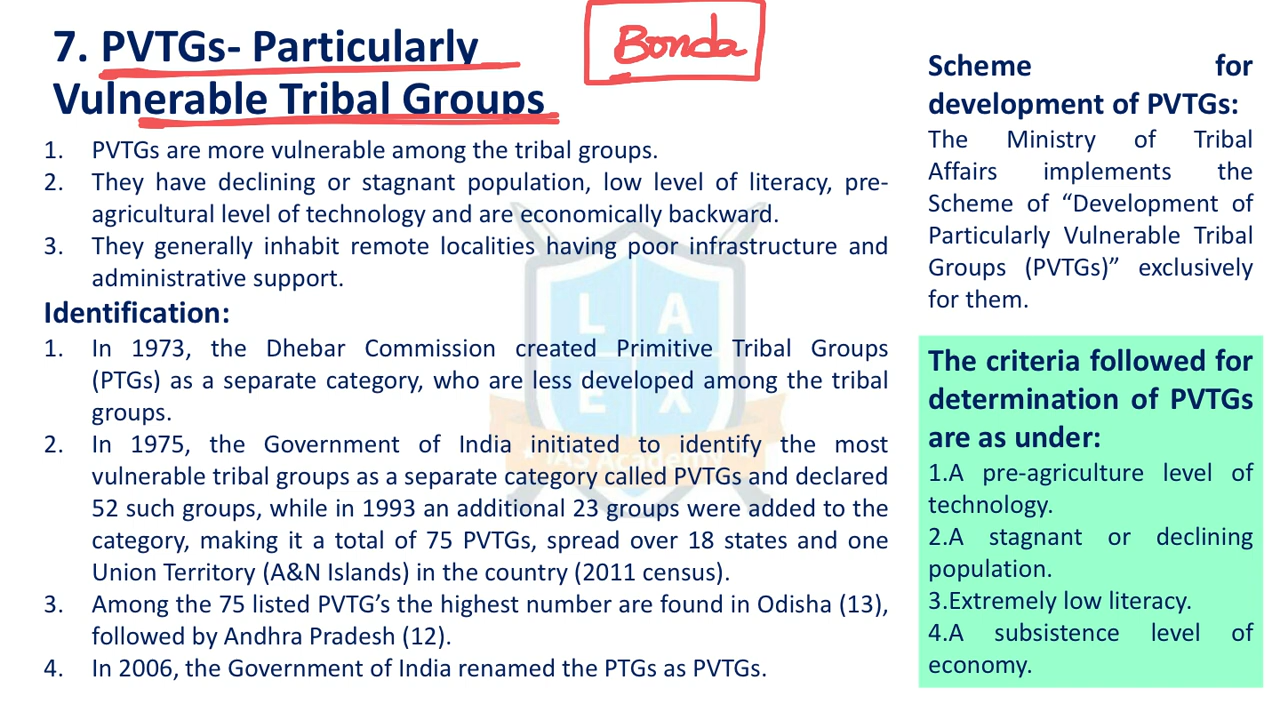 7. PVTGs- Particularly
Vulnerable Tribal Groups
Bonda
1. PVTGs are more vulnerable among the tribal groups.
2. They have declining or stagnant population, low level of literacy, pre-
agricultural level of technology and are economically backward.
3. They generally inhabit remote localities having poor infrastructure and
administrative support.
Identification:
1. In 1973, the Dhebar Commission created Primitive Tribal Groups
(PTGs) as a separate category, who are less developed among the tribal
groups.
2. In 1975, the Government of India initiated to identify the most
vulnerable tribal groups as a separate category called PVTGs and declared
52 such groups, while in 1993 an additional 23 groups were added to the
category, making it a total of 75 PVTGs, spread over 18 states and one
Union Territory (A&N Islands) in the country (2011 census).
3. Among the 75 listed PVTG's the highest number are found in Odisha (13),
followed by Andhra Pradesh (12).
4. In 2006, the Government of India renamed the PTGs as PVTGs.
Scheme for
development of PVTGs:
The Ministry of Tribal
Affairs implements the
Scheme of “Development of
Particularly Vulnerable Tribal
Groups (PVTGs)” exclusively
for them.
The criteria followed for
determination of PVTGs
are as under:
1.A pre-agriculture level of
technology.
2.A stagnant or declining
population.
3.Extremely low literacy.
4.A subsistence level of
economy.
L A
E X
IAS Academy